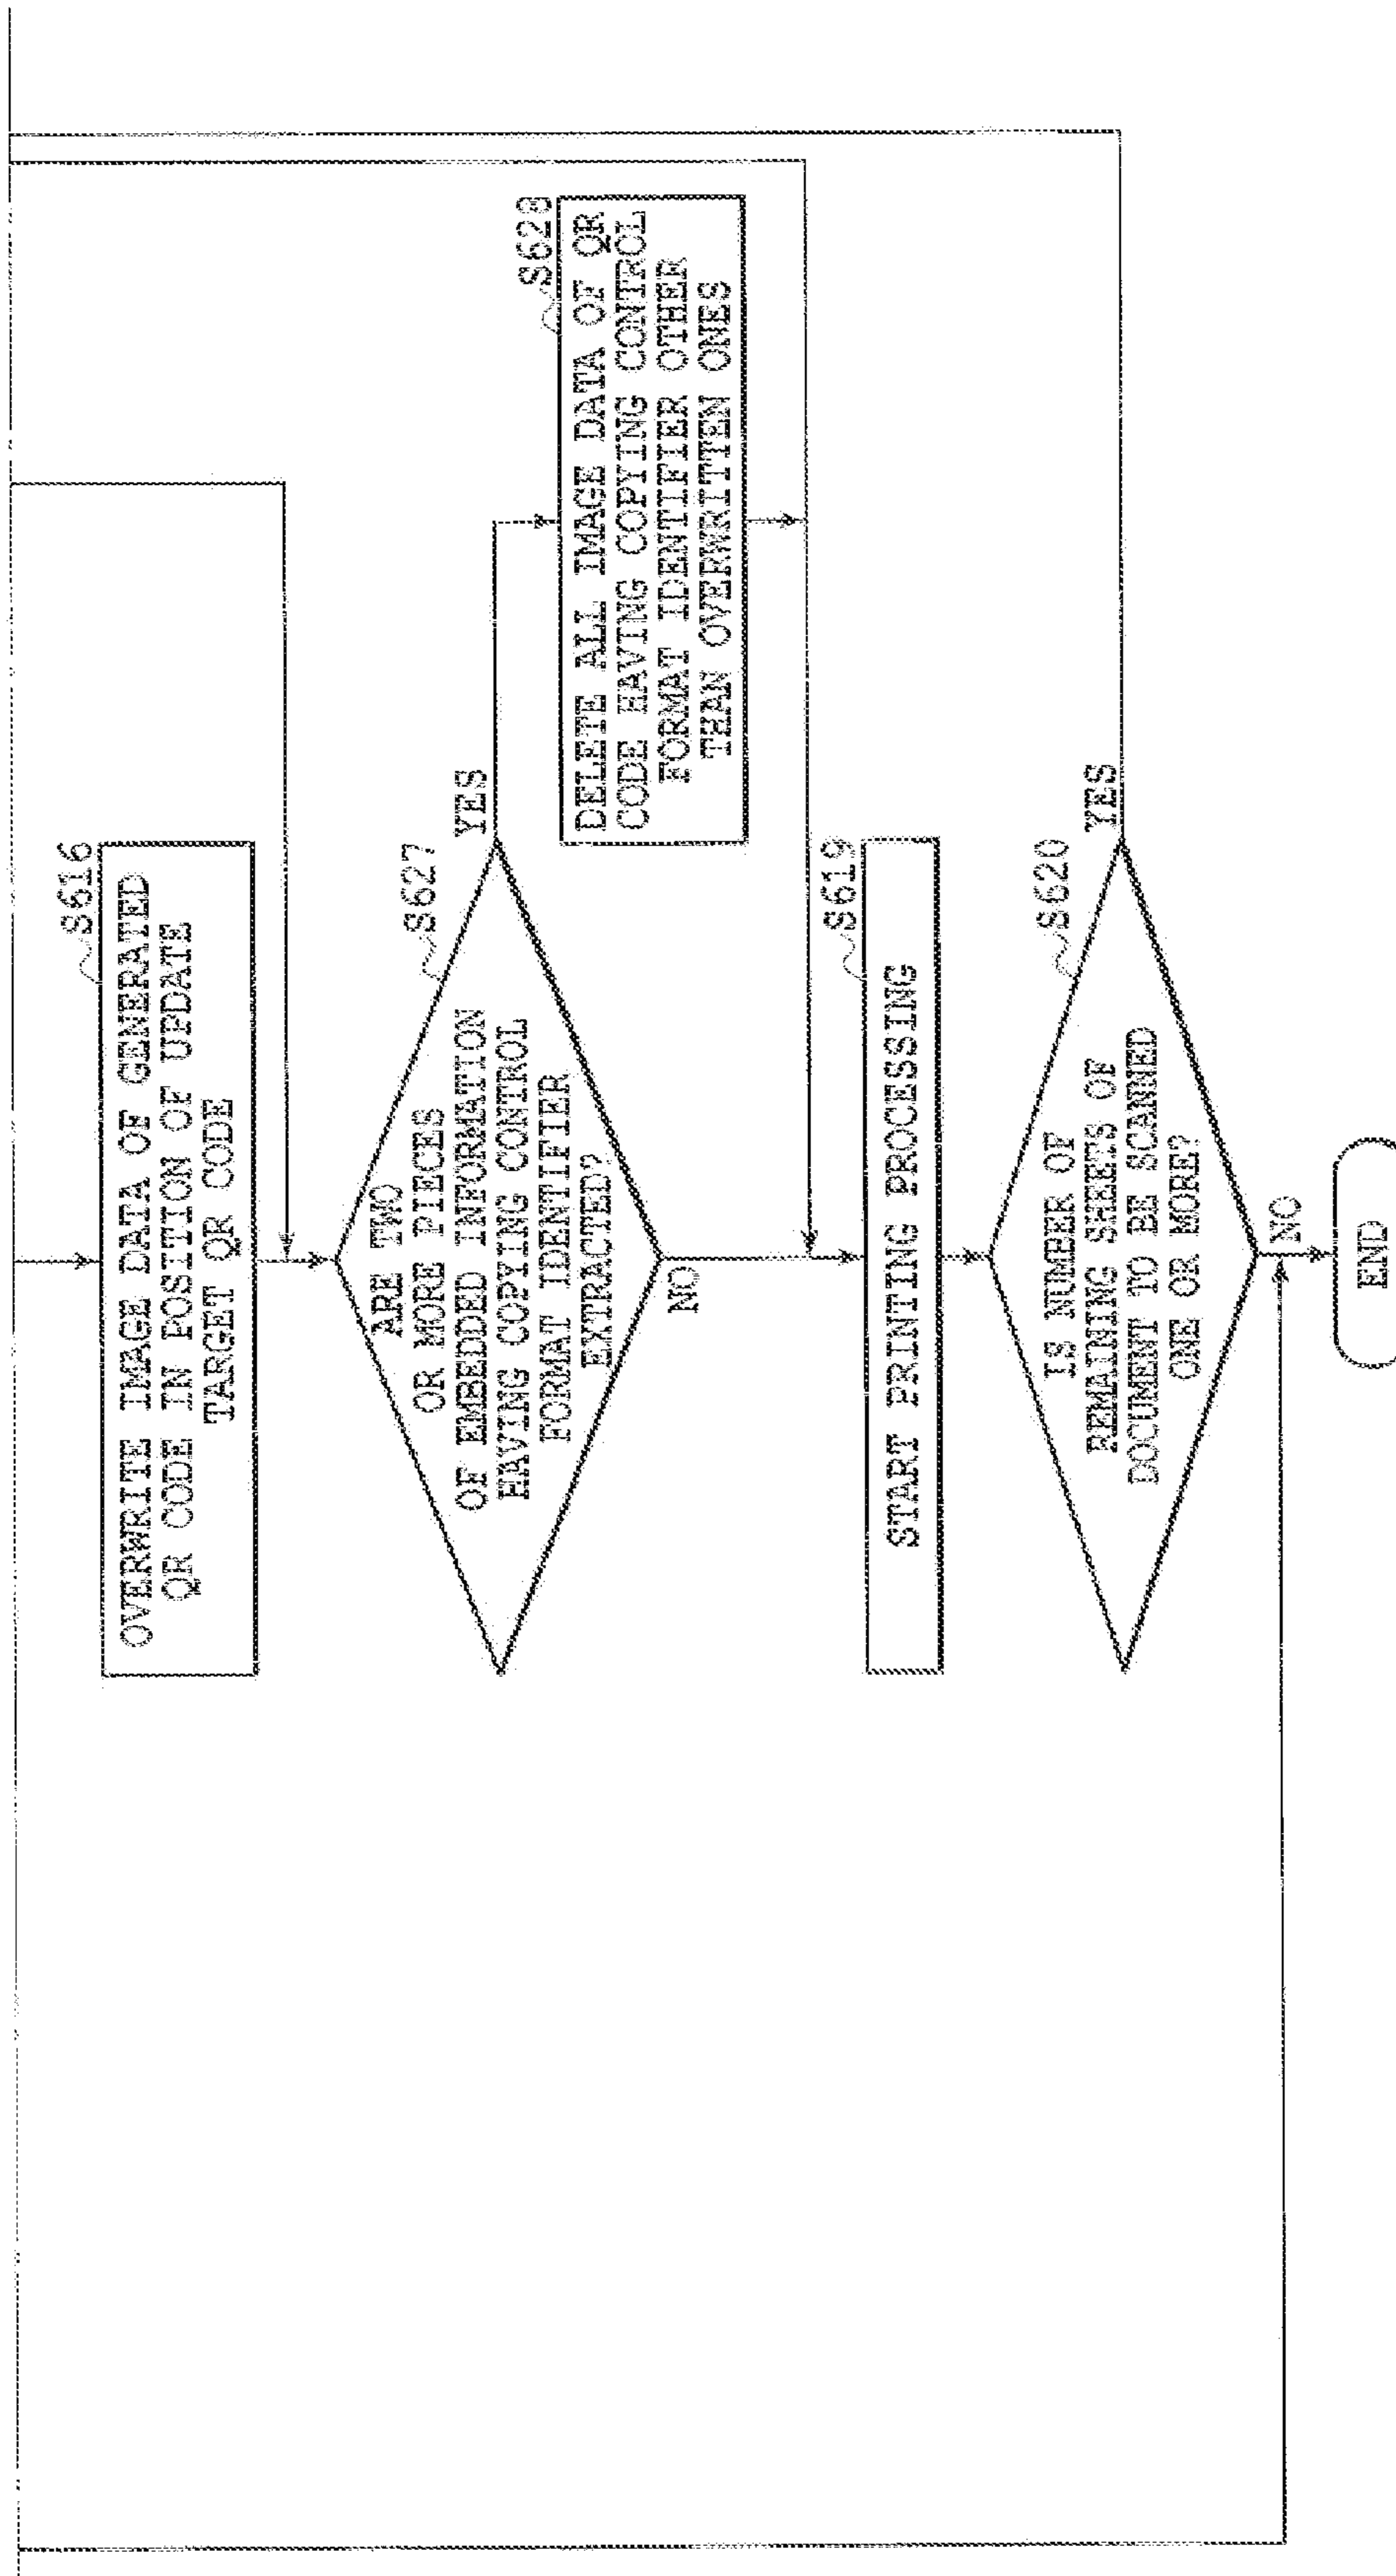 S616
OVERWRITE IMAGE DATA OF GENERATED
QR CODE IN POSITION OF UPDATE
TARGET QR CODE
S627
ARE TWO
OR MORE PIECES
OF EMBEDDED INFORMATION
HAVING COPYING CONTROL
FORMAT IDENTIFIER
EXTRACTED?
YES
NO
S628
DELETE ALL IMAGE DATA OF QR
CODE HAVING COPYING CONTROL
FORMAT IDENTIFIER OTHER
THAN OVERWRITTEN ONES
S619
START PRINTING PROCESSING
S620
IS NUMBER OF
REMAINING SHEETS OF
DOCUMENT TO BE SCANNED
ONE OR MORE?
YES
NO
END